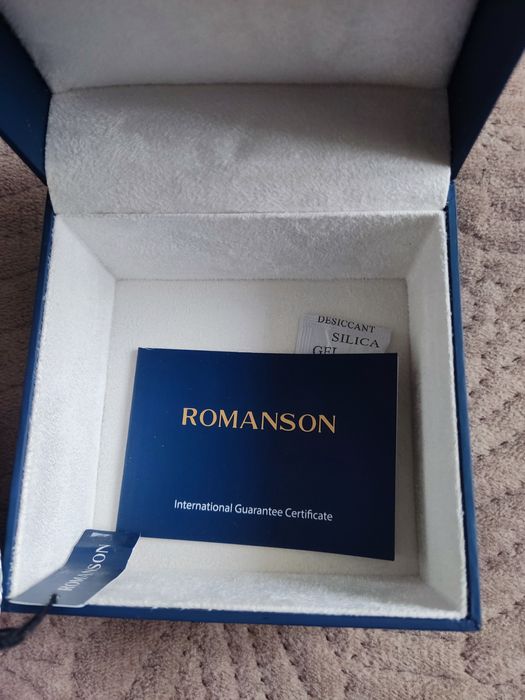 DESICCANT
SILICA
GEL
ROMANSON
International Guarantee Certificate
ROMANSON